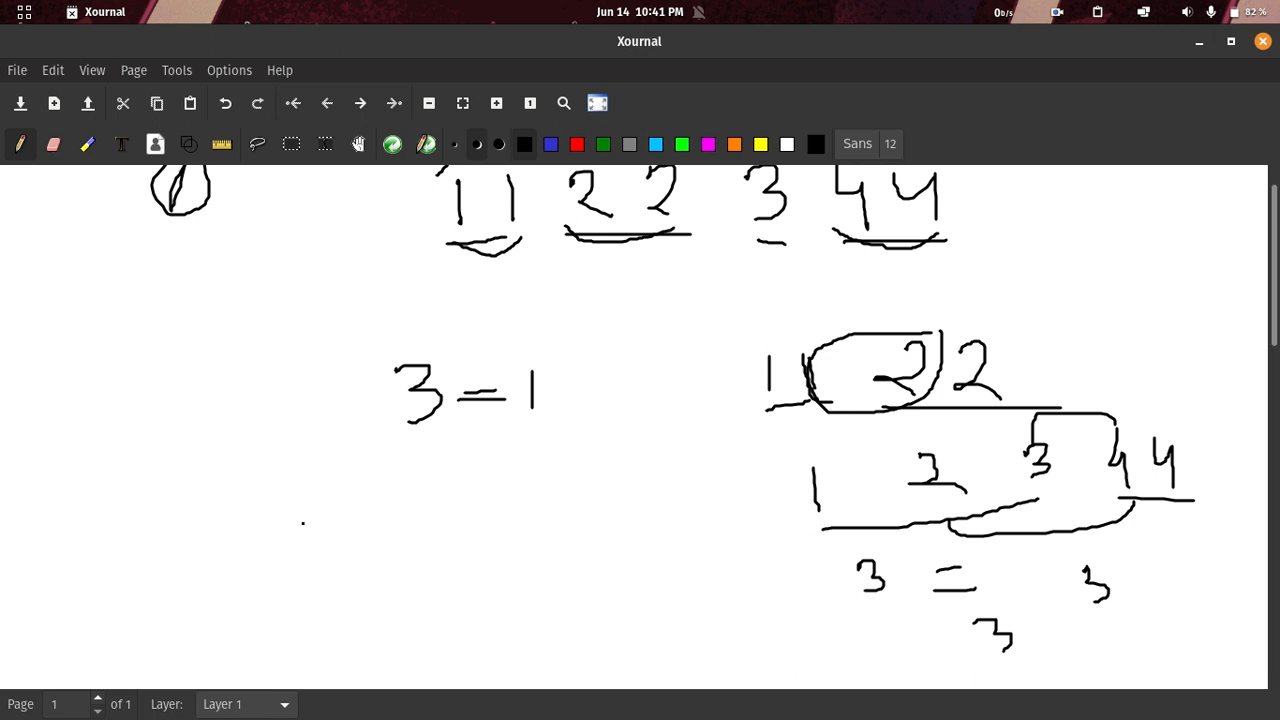 Xournal
Jun 14 10:41 PM
0b/s
82 %
Xournal
File Edit View Page Tools Options Help
Sans 12
1 1 2 2 3 4 4
3 = 1
1 2 2
1 2 3 4 4
3 = 3
3
Page 1 of 1 Layer: Layer 1